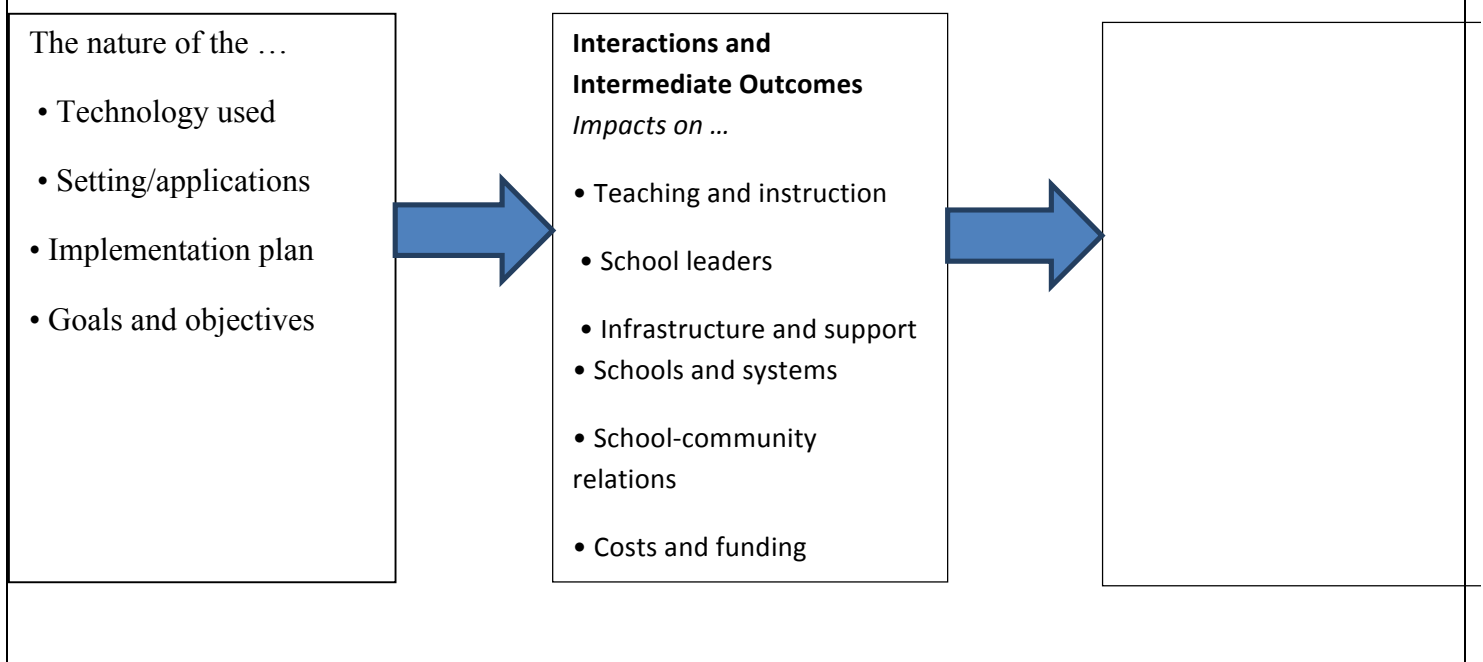 The nature of the …
• Technology used
• Setting/applications
• Implementation plan
• Goals and objectives
Interactions and
Intermediate Outcomes
Impacts on …
• Teaching and instruction
• School leaders
• Infrastructure and support
• Schools and systems
• School-community
relations
• Costs and funding